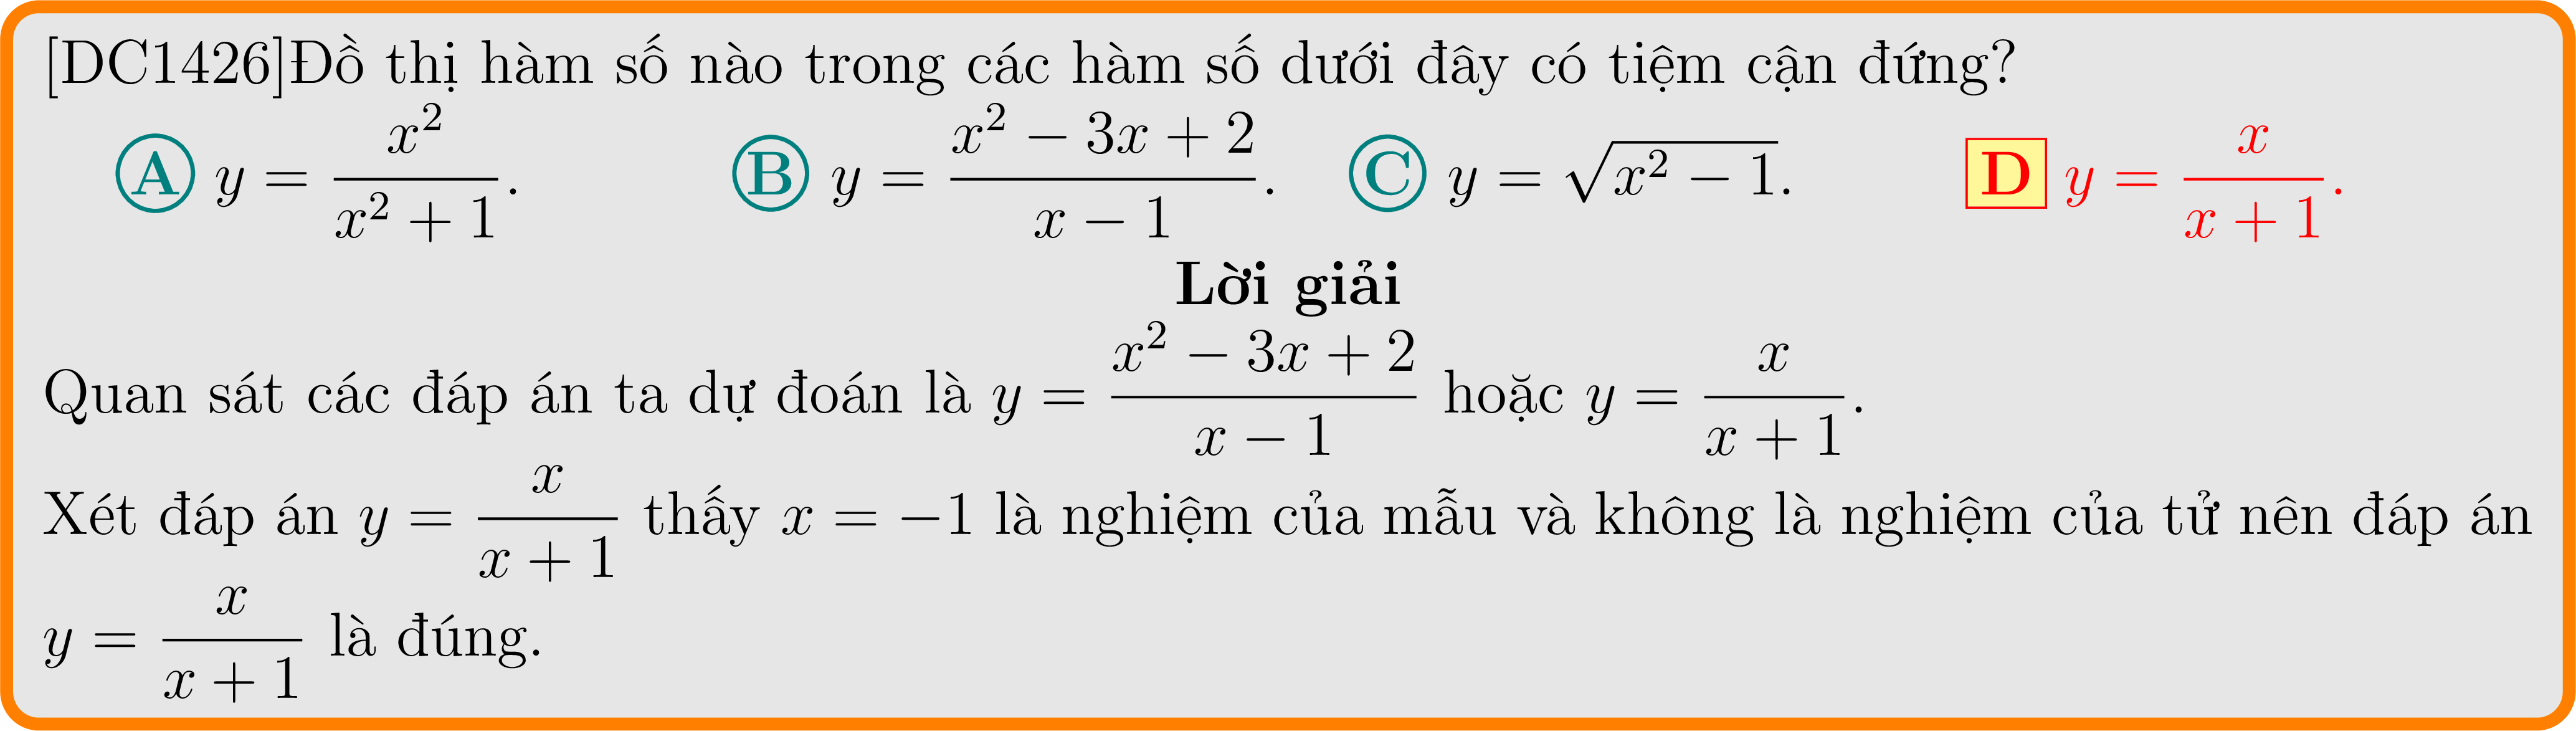 [DC1426]Đồ thị hàm số nào trong các hàm số dưới đây có tiệm cận đứng?
A y = \frac{x^2}{x^2 + 1}. B y = \frac{x^2 - 3x + 2}{x - 1}. C y = \sqrt{x^2 - 1}. D y = \frac{x}{x + 1}.
Lời giải
Quan sát các đáp án ta dự đoán là y = \frac{x^2 - 3x + 2}{x - 1} hoặc y = \frac{x}{x + 1}.
Xét đáp án y = \frac{x}{x + 1} thấy x = −1 là nghiệm của mẫu và không là nghiệm của tử nên đáp án
y = \frac{x}{x + 1} là đúng.